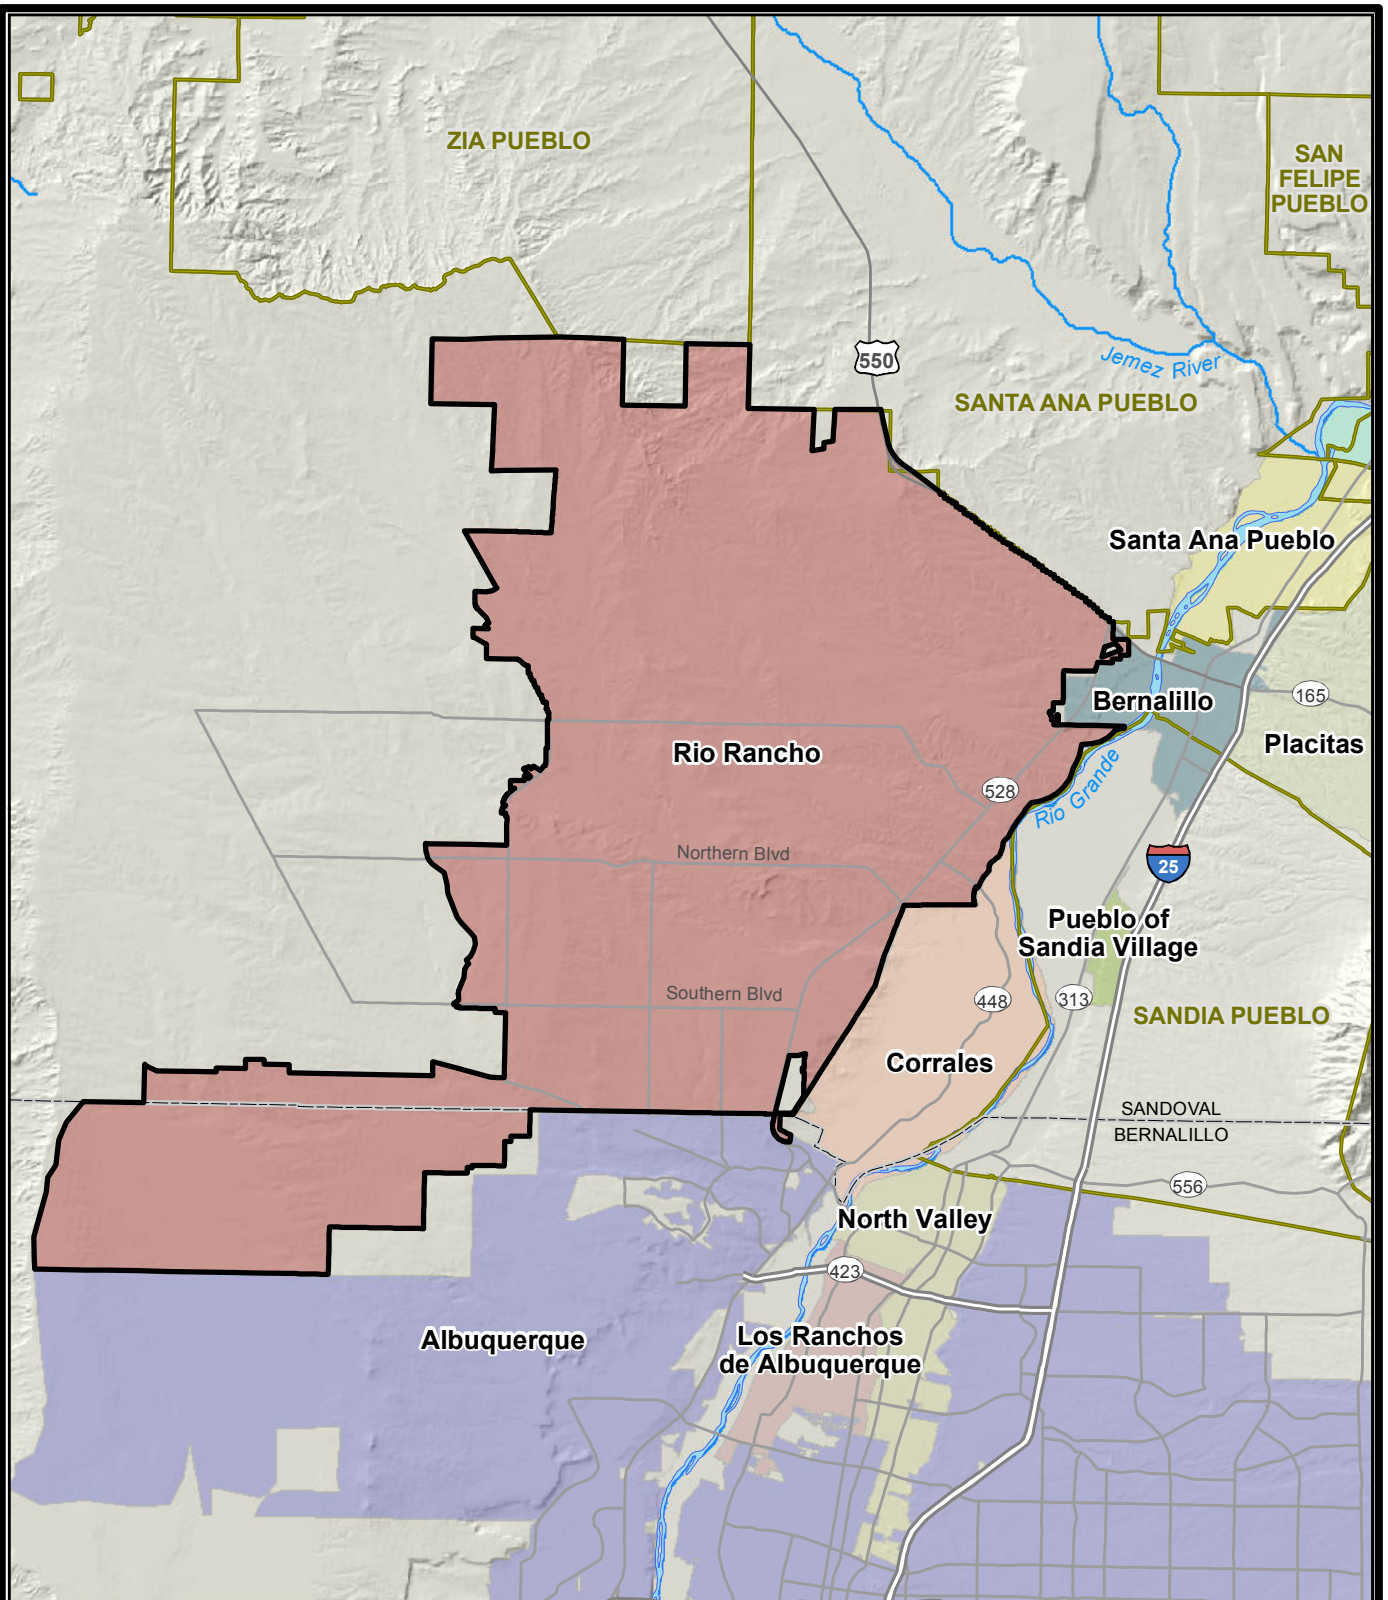 ZIA PUEBLO
SAN
FELIPE
PUEBLO
550
Jemez River
SANTA ANA PUEBLO
Santa Ana Pueblo
Bernalillo
165
Placitas
Rio Rancho
528
Rio Grande
Northern Blvd
25
Pueblo of
Sandia Village
Southern Blvd
448
313
SANDIA PUEBLO
Corrales
SANDOVAL
BERNALILLO
556
North Valley
423
Albuquerque
Los Ranchos
de Albuquerque